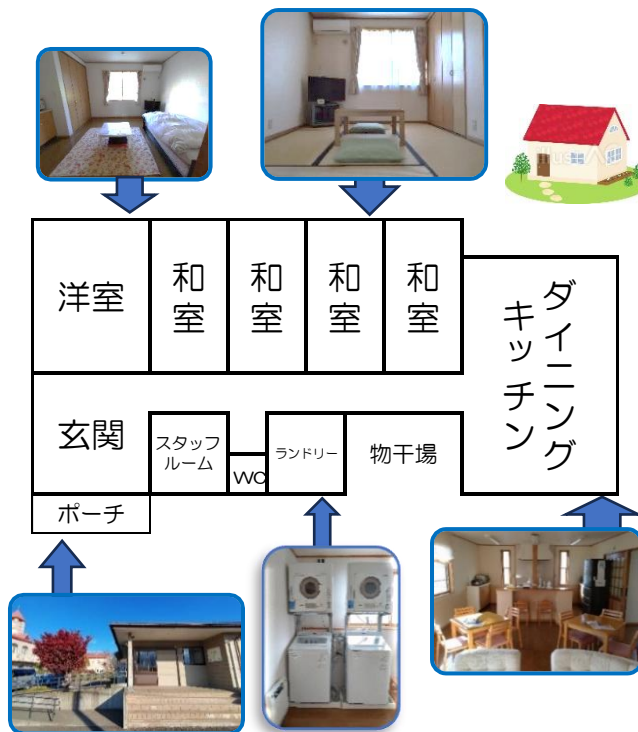 洋室
和室
和室
和室
和室
ダイニング
キッチン
玄関
スタッフ
ルーム
WC
ランドリー
物干場
ポーチ